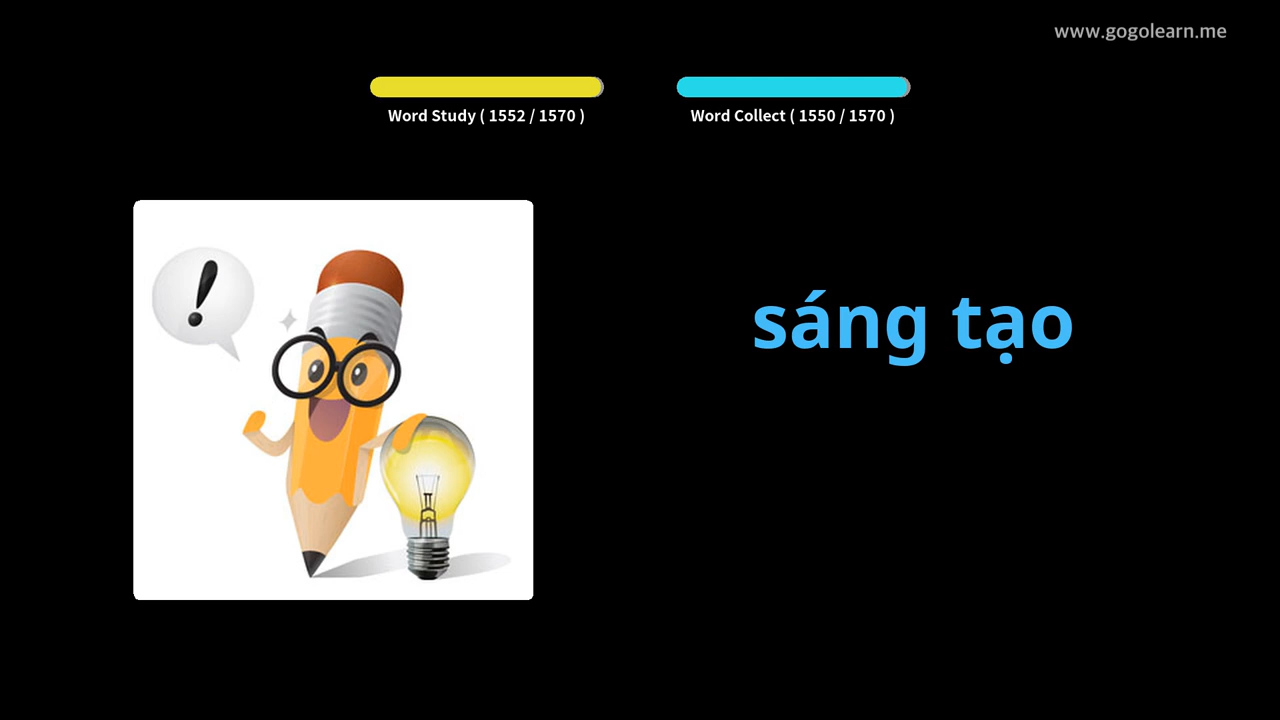 www.gogolearn.me
Word Study ( 1552 / 1570 )
Word Collect ( 1550 / 1570 )
!
sáng tạo